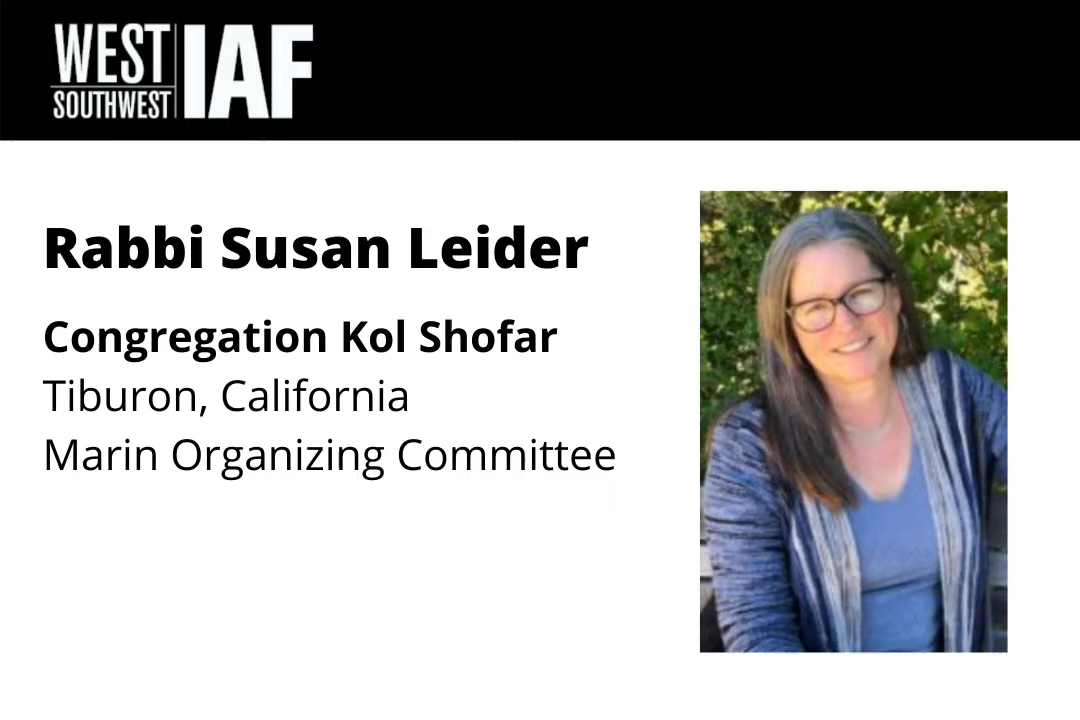 WEST
SOUTHWEST
IAF
Rabbi Susan Leider
Congregation Kol Shofar
Tiburon, California
Marin Organizing Committee